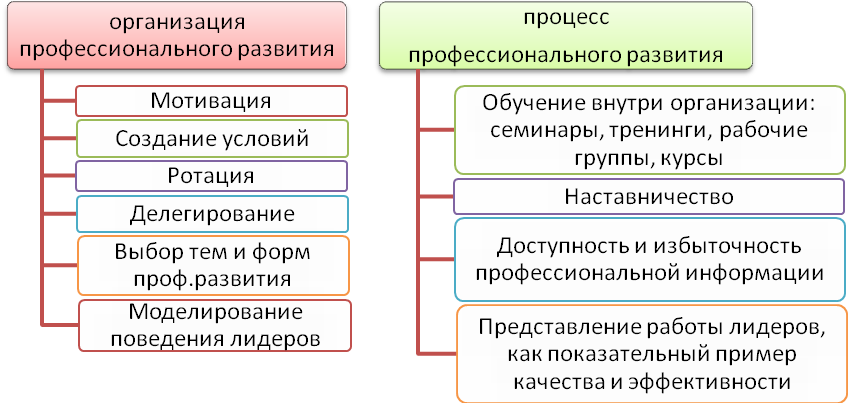 организация
профессионального развития
Мотивация
Создание условий
Ротация
Делегирование
Выбор тем и форм
проф.развития
Моделирование
поведения лидеров
процесс
профессионального развития
Обучение внутри организации:
семинары, тренинги, рабочие
группы, курсы
Наставничество
Доступность и избыточность
профессиональной информации
Представление работы лидеров,
как показательный пример
качества и эффективности